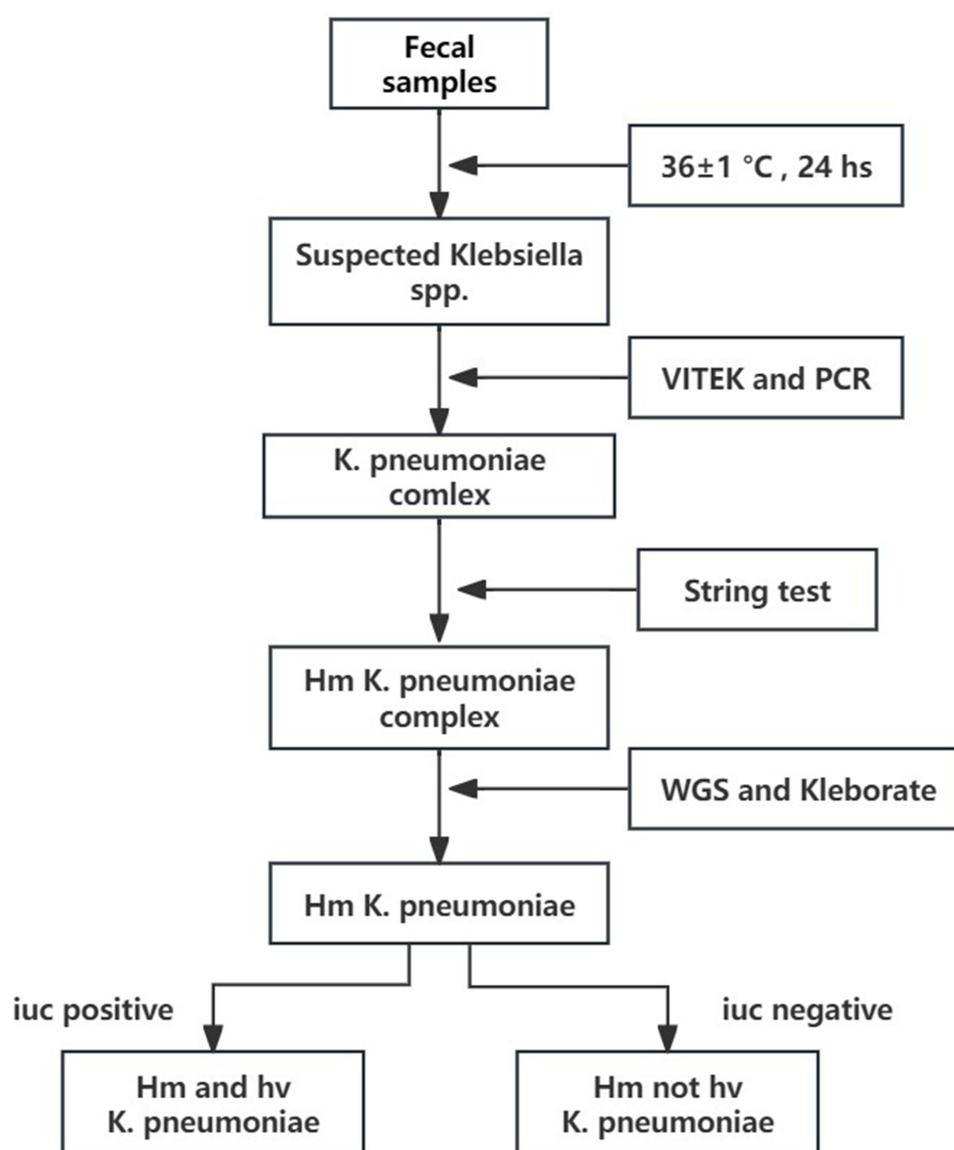 Fecal
samples
36±1 °C , 24 hs
Suspected Klebsiella
spp.
VITEK and PCR
K. pneumoniae
comlex
String test
Hm K. pneumoniae
complex
WGS and Kleborate
Hm K. pneumoniae
iuc positive
iuc negative
Hm and hv
K. pneumoniae
Hm not hv
K. pneumoniae